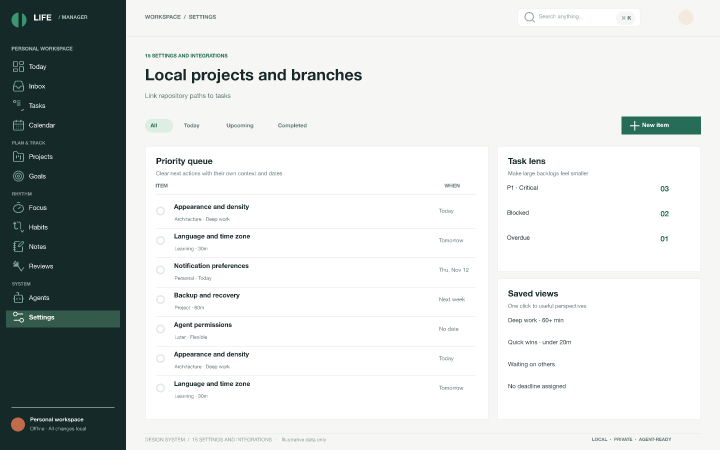 LIFE / MANAGER
PERSONAL WORKSPACE
Today
Inbox
Tasks
Calendar
PLAN & TRACK
Projects
Goals
RHYTHM
Focus
Habits
Notes
Reviews
SYSTEM
Agents
Settings
Personal workspace
Offline · All changes local
WORKSPACE / SETTINGS
Search anything...
⌘ K
15 SETTINGS AND INTEGRATIONS
Local projects and branches
Link repository paths to tasks
All
Today
Upcoming
Completed
New item
Priority queue
Clear next actions with their own context and dates
ITEM
WHEN
Appearance and density
Architecture · Deep work
Today
Language and time zone
Learning · 30m
Tomorrow
Notification preferences
Personal · Today
Thu, Nov 12
Backup and recovery
Project · 60m
Next week
Agent permissions
Later · Flexible
No date
Appearance and density
Architecture · Deep work
Today
Language and time zone
Learning · 30m
Tomorrow
Task lens
Make large backlogs feel smaller
P1 · Critical
03
Blocked
02
Overdue
01
Saved views
One click to useful perspectives
Deep work · 60+ min
Quick wins · under 20m
Waiting on others
No deadline assigned
DESIGN SYSTEM / 15 SETTINGS AND INTEGRATIONS · Illustrative data only
LOCAL · PRIVATE · AGENT-READY